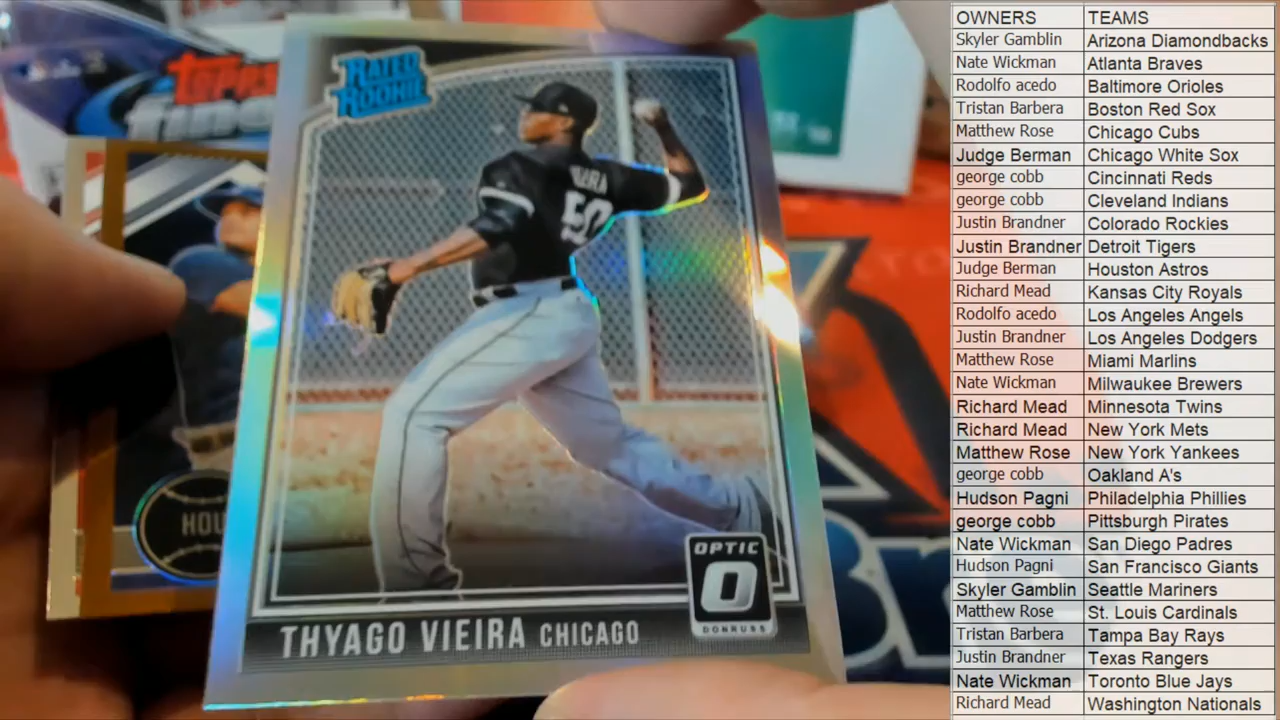 TOPPS
RATED
ROOKIE
50
HOU
OPTIC
O
DONRUSS
THYAGO VIEIRA CHICAGO
OWNERS TEAMS
Skyler Gamblin Arizona Diamondbacks
Nate Wickman Atlanta Braves
Rodolfo acedo Baltimore Orioles
Tristan Barbera Boston Red Sox
Matthew Rose Chicago Cubs
Judge Berman Chicago White Sox
george cobb Cincinnati Reds
george cobb Cleveland Indians
Justin Brandner Colorado Rockies
Justin Brandner Detroit Tigers
Judge Berman Houston Astros
Richard Mead Kansas City Royals
Rodolfo acedo Los Angeles Angels
Justin Brandner Los Angeles Dodgers
Matthew Rose Miami Marlins
Nate Wickman Milwaukee Brewers
Richard Mead Minnesota Twins
Richard Mead New York Mets
Matthew Rose New York Yankees
george cobb Oakland A's
Hudson Pagni Philadelphia Phillies
george cobb Pittsburgh Pirates
Nate Wickman San Diego Padres
Hudson Pagni San Francisco Giants
Skyler Gamblin Seattle Mariners
Matthew Rose St. Louis Cardinals
Tristan Barbera Tampa Bay Rays
Justin Brandner Texas Rangers
Nate Wickman Toronto Blue Jays
Richard Mead Washington Nationals